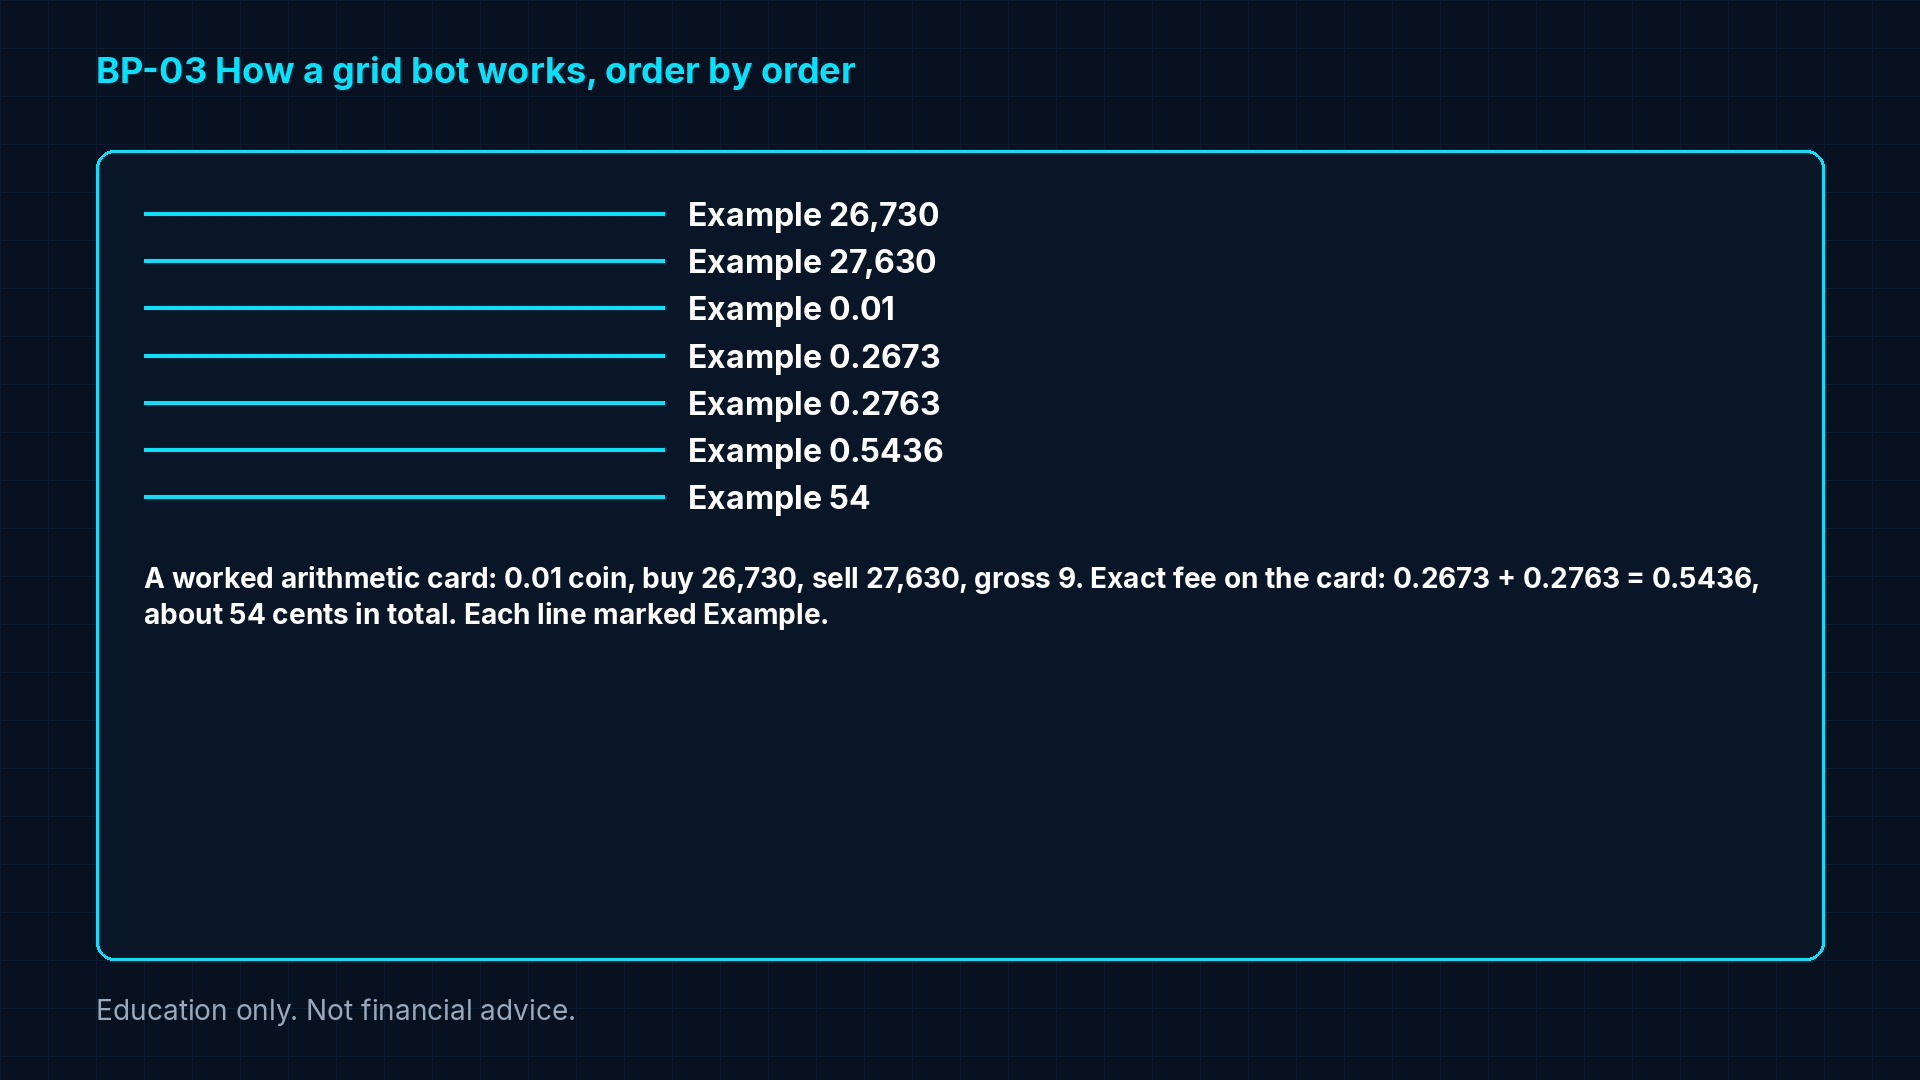 BP-03 How a grid bot works, order by order
Example 26,730
Example 27,630
Example 0.01
Example 0.2673
Example 0.2763
Example 0.5436
Example 54
A worked arithmetic card: 0.01 coin, buy 26,730, sell 27,630, gross 9. Exact fee on the card: 0.2673 + 0.2763 = 0.5436,
about 54 cents in total. Each line marked Example.
Education only. Not financial advice.